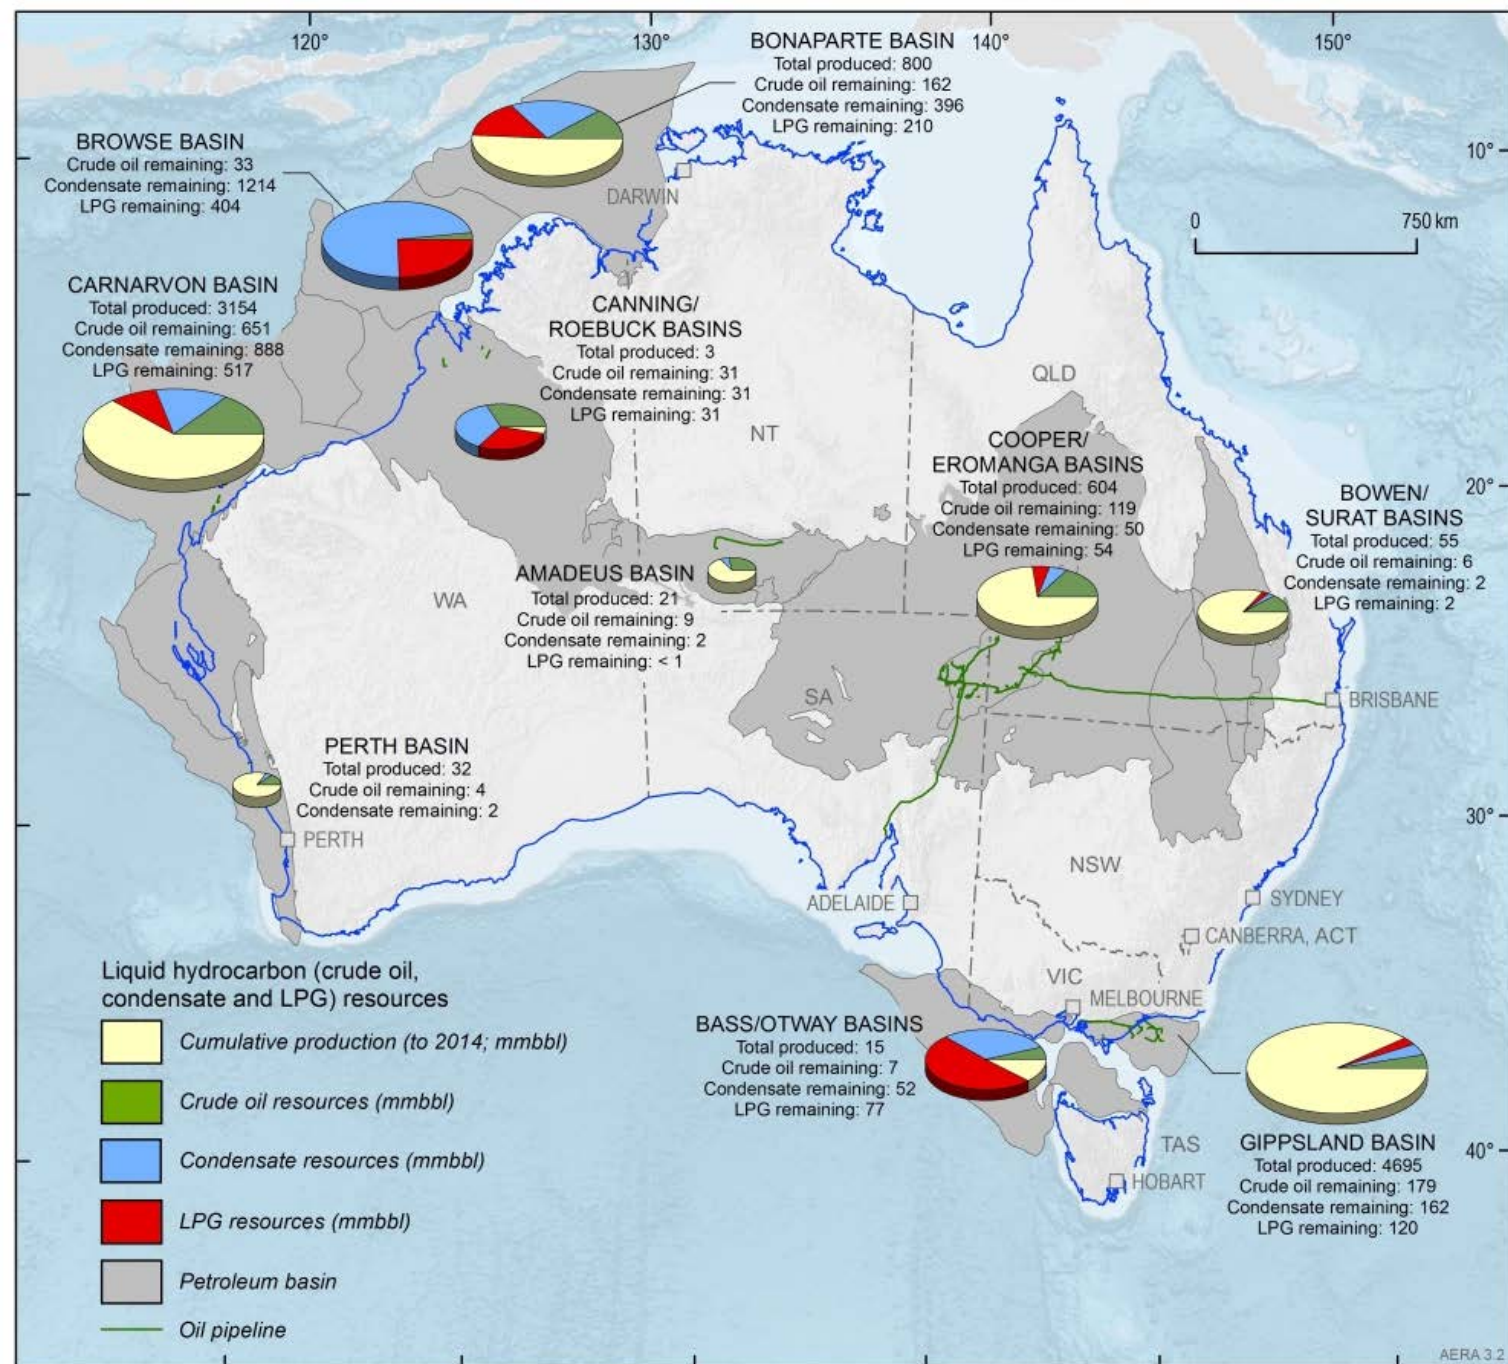 120°
130°
140°
150°
BONAPARTE BASIN
Total produced: 800
Crude oil remaining: 162
Condensate remaining: 396
LPG remaining: 210
BROWSE BASIN
Crude oil remaining: 33
Condensate remaining: 1214
LPG remaining: 404
10°
DARWIN
0
750 km
CARNARVON BASIN
Total produced: 3154
Crude oil remaining: 651
Condensate remaining: 888
LPG remaining: 517
CANNING/
ROEBUCK BASINS
Total produced: 3
Crude oil remaining: 31
Condensate remaining: 31
LPG remaining: 31
QLD
NT
COOPER/
EROMANGA BASINS
Total produced: 604
Crude oil remaining: 119
Condensate remaining: 50
LPG remaining: 54
20°
BOWEN/
SURAT BASINS
Total produced: 55
Crude oil remaining: 6
Condensate remaining: 2
LPG remaining: 2
AMADEUS BASIN
Total produced: 21
Crude oil remaining: 9
Condensate remaining: 2
LPG remaining: < 1
WA
SA
BRISBANE
PERTH BASIN
Total produced: 32
Crude oil remaining: 4
Condensate remaining: 2
PERTH
30°
NSW
ADELAIDE
SYDNEY
CANBERRA, ACT
VIC
MELBOURNE
BASS/OTWAY BASINS
Total produced: 15
Crude oil remaining: 7
Condensate remaining: 52
LPG remaining: 77
GIPPSLAND BASIN
Total produced: 4695
Crude oil remaining: 179
Condensate remaining: 162
LPG remaining: 120
TAS
HOBART
40°
Liquid hydrocarbon (crude oil,
condensate and LPG) resources
Cumulative production (to 2014; mmbbl)
Crude oil resources (mmbbl)
Condensate resources (mmbbl)
LPG resources (mmbbl)
Petroleum basin
Oil pipeline
AERA 3.2